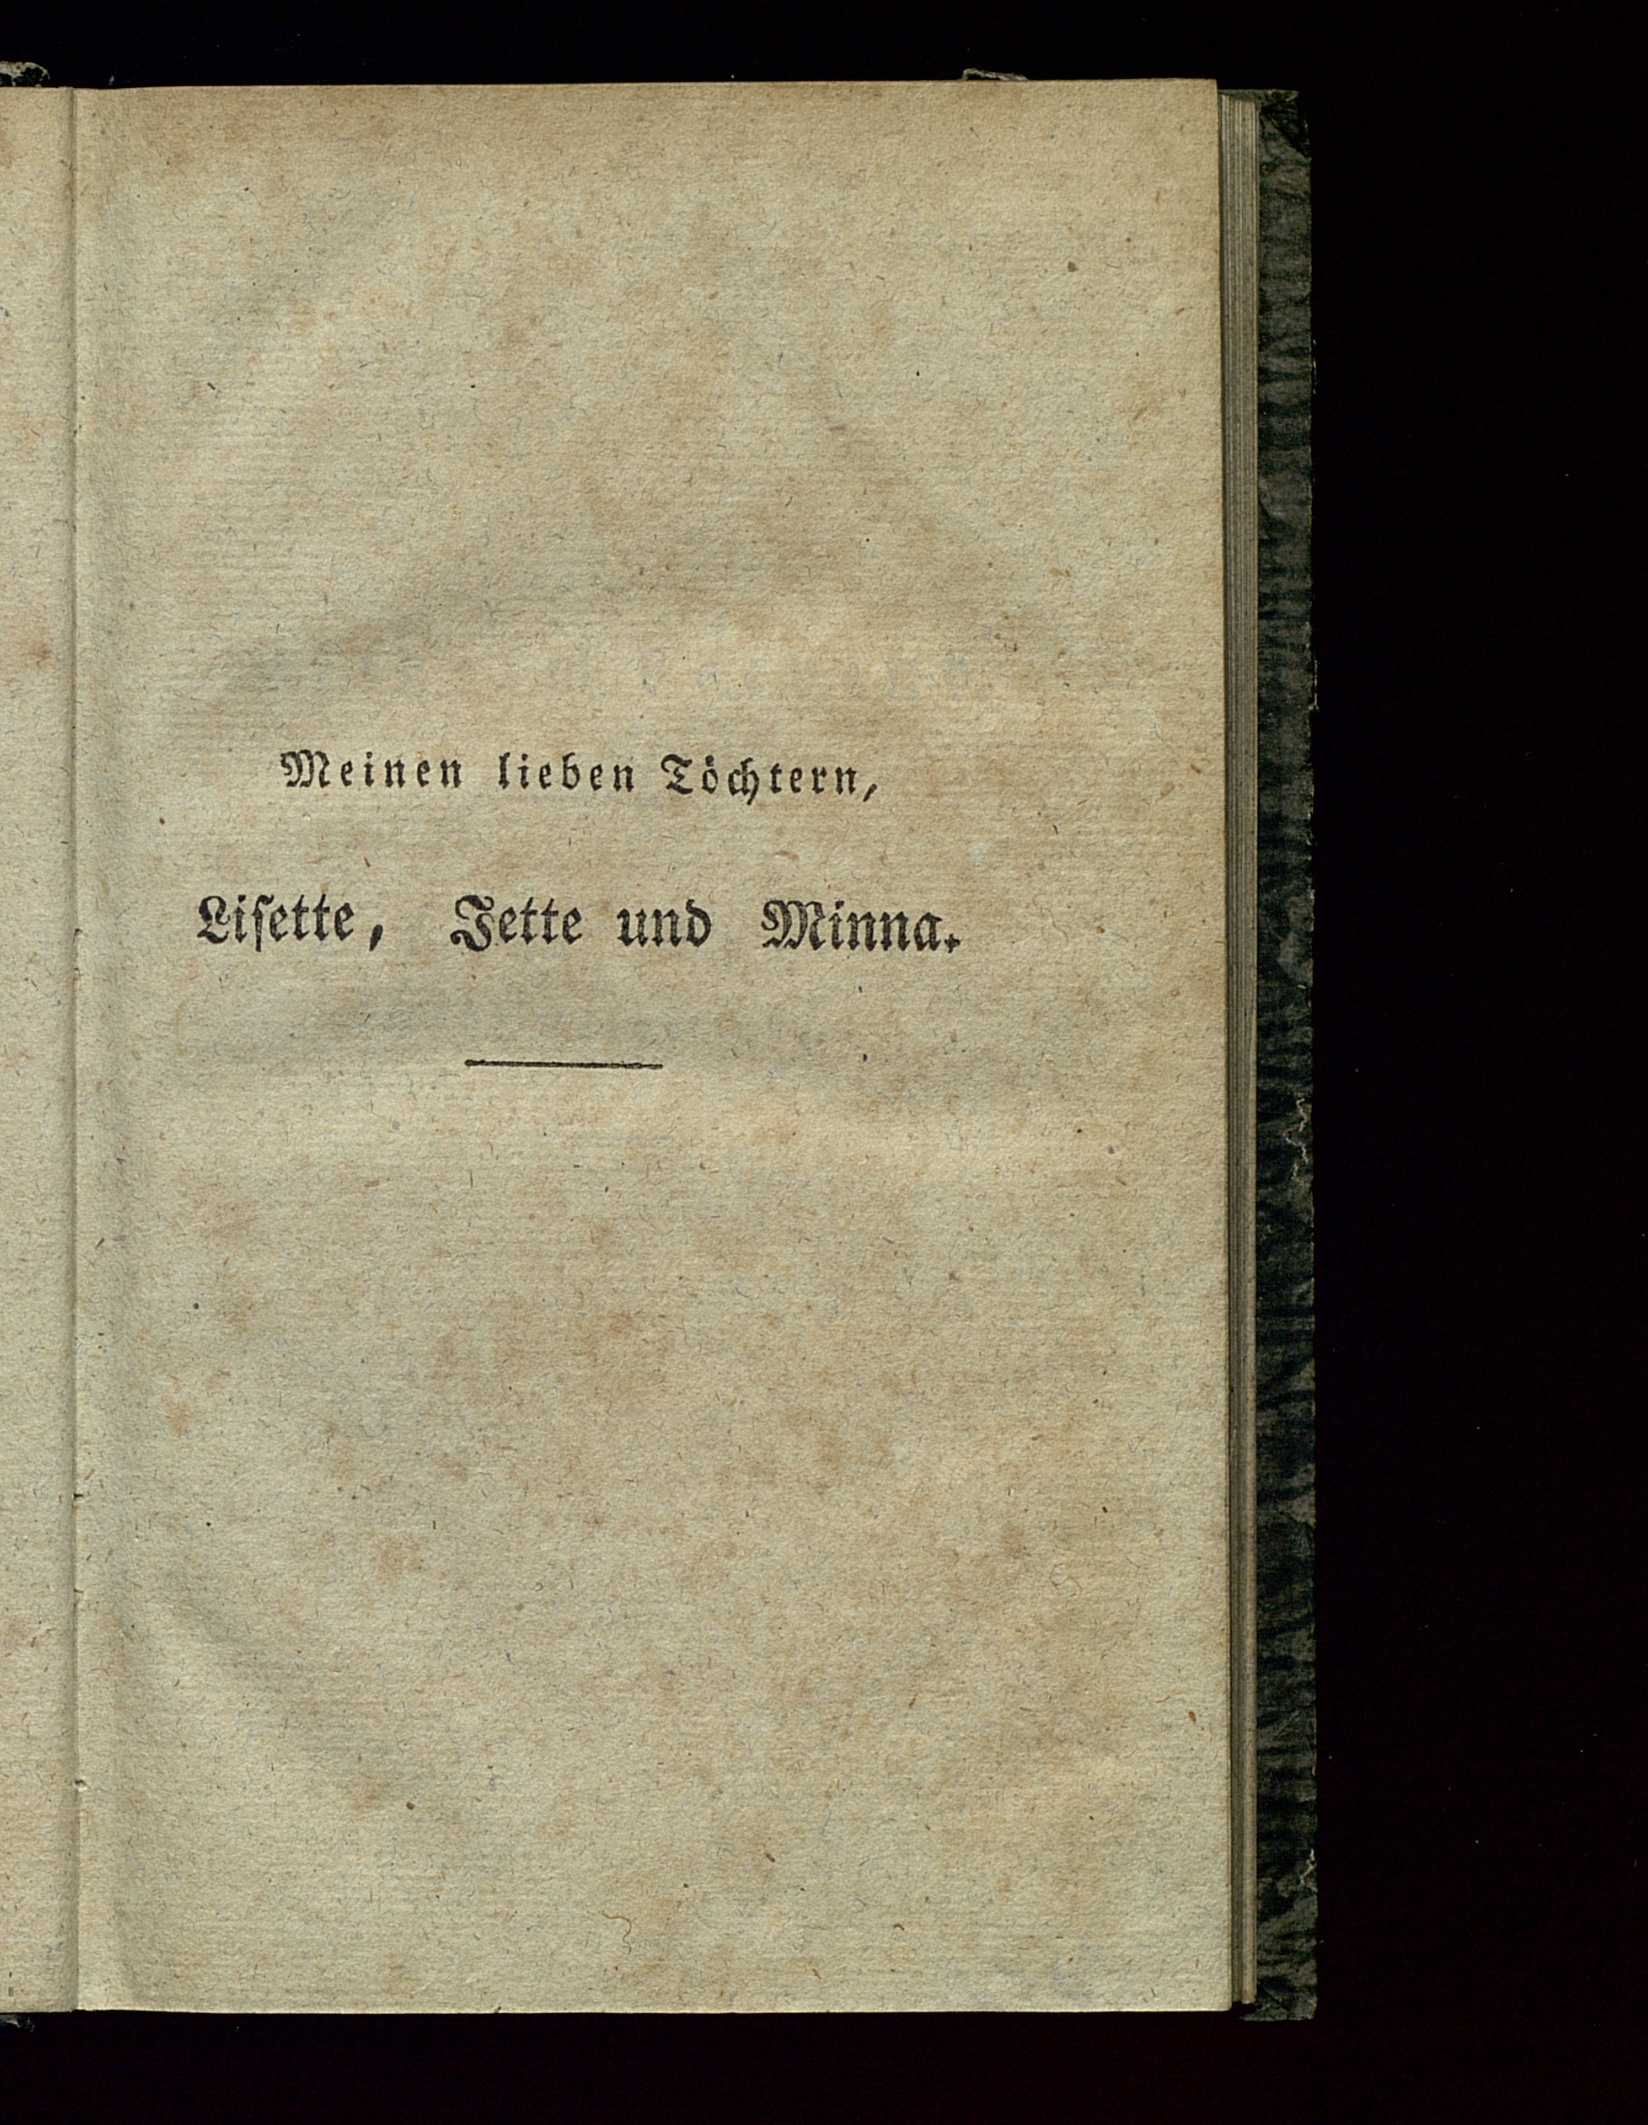 Meinen lieben Töchtern,
Liſette, Jette und Minna.